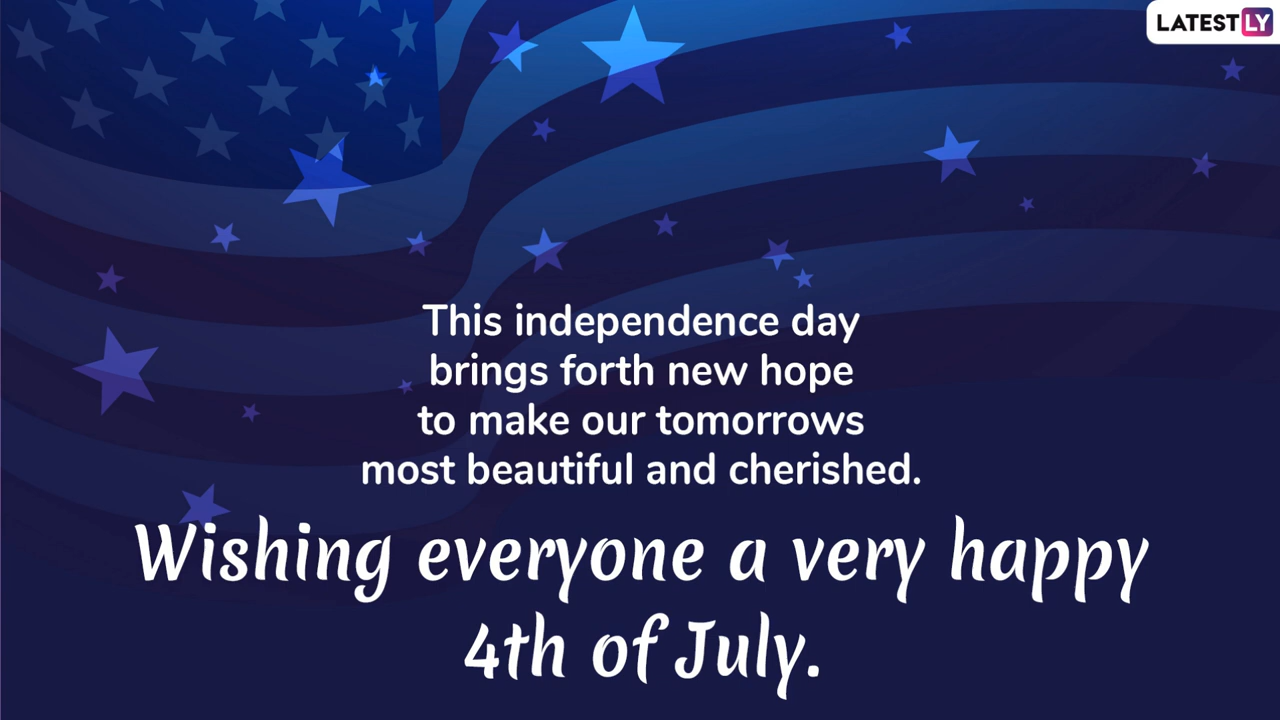 LATESTLY
This independence day
brings forth new hope
to make our tomorrows
most beautiful and cherished.
Wishing everyone a very happy
4th of July.